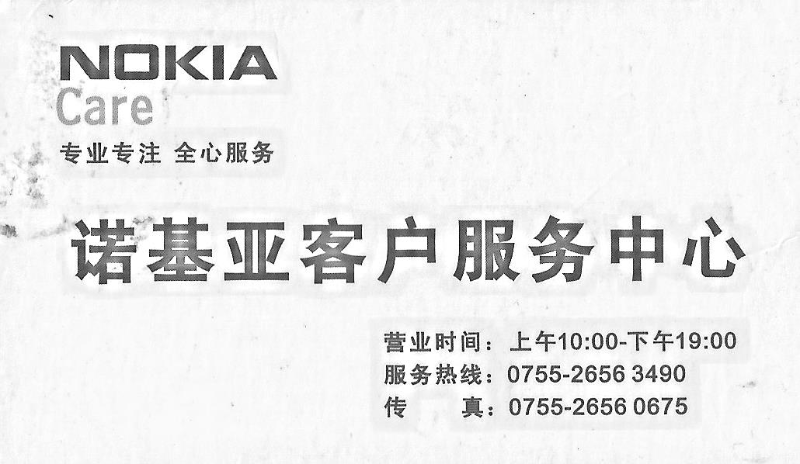 NOKIA
Care
专业专注 全心服务
诺基亚客户服务中心
营业时间：上午10:00-下午19:00
服务热线：0755-2656 3490
传 真：0755-2656 0675